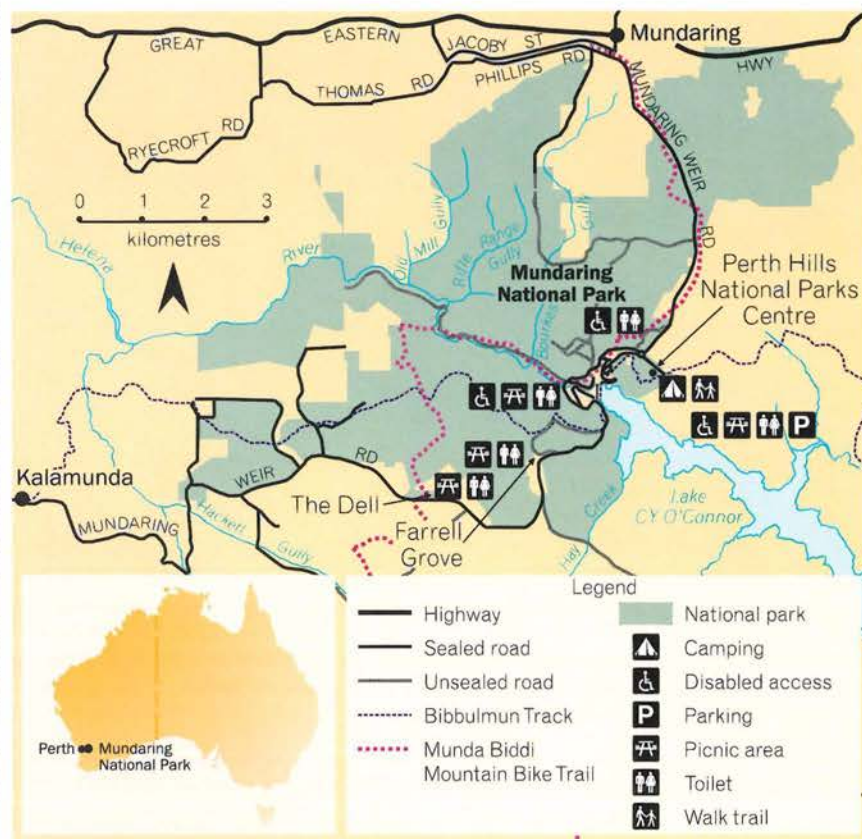 Mundaring
GREAT
EASTERN
HWY
JACOBY ST
PHILLIPS RD
THOMAS RD
RYECROFT RD
MUNDARING WEIR RD
0 1 2 3
kilometres
Helena River
Old Mill Gully
Rifle Range Gully
Bournes Gully
Mundaring
National Park
Perth Hills
National Parks
Centre
P
Kalamunda
MUNDARING WEIR RD
The Dell
Farrell
Grove
Hackett Gully
Hay Creek
Lake
CY O'CONNOR
Perth
Mundaring
National Park
Legend
Highway
Sealed road
Unsealed road
Bibbulmun Track
Munda Biddi
Mountain Bike Trail
National park
Camping
Disabled access
P Parking
Picnic area
Toilet
Walk trail